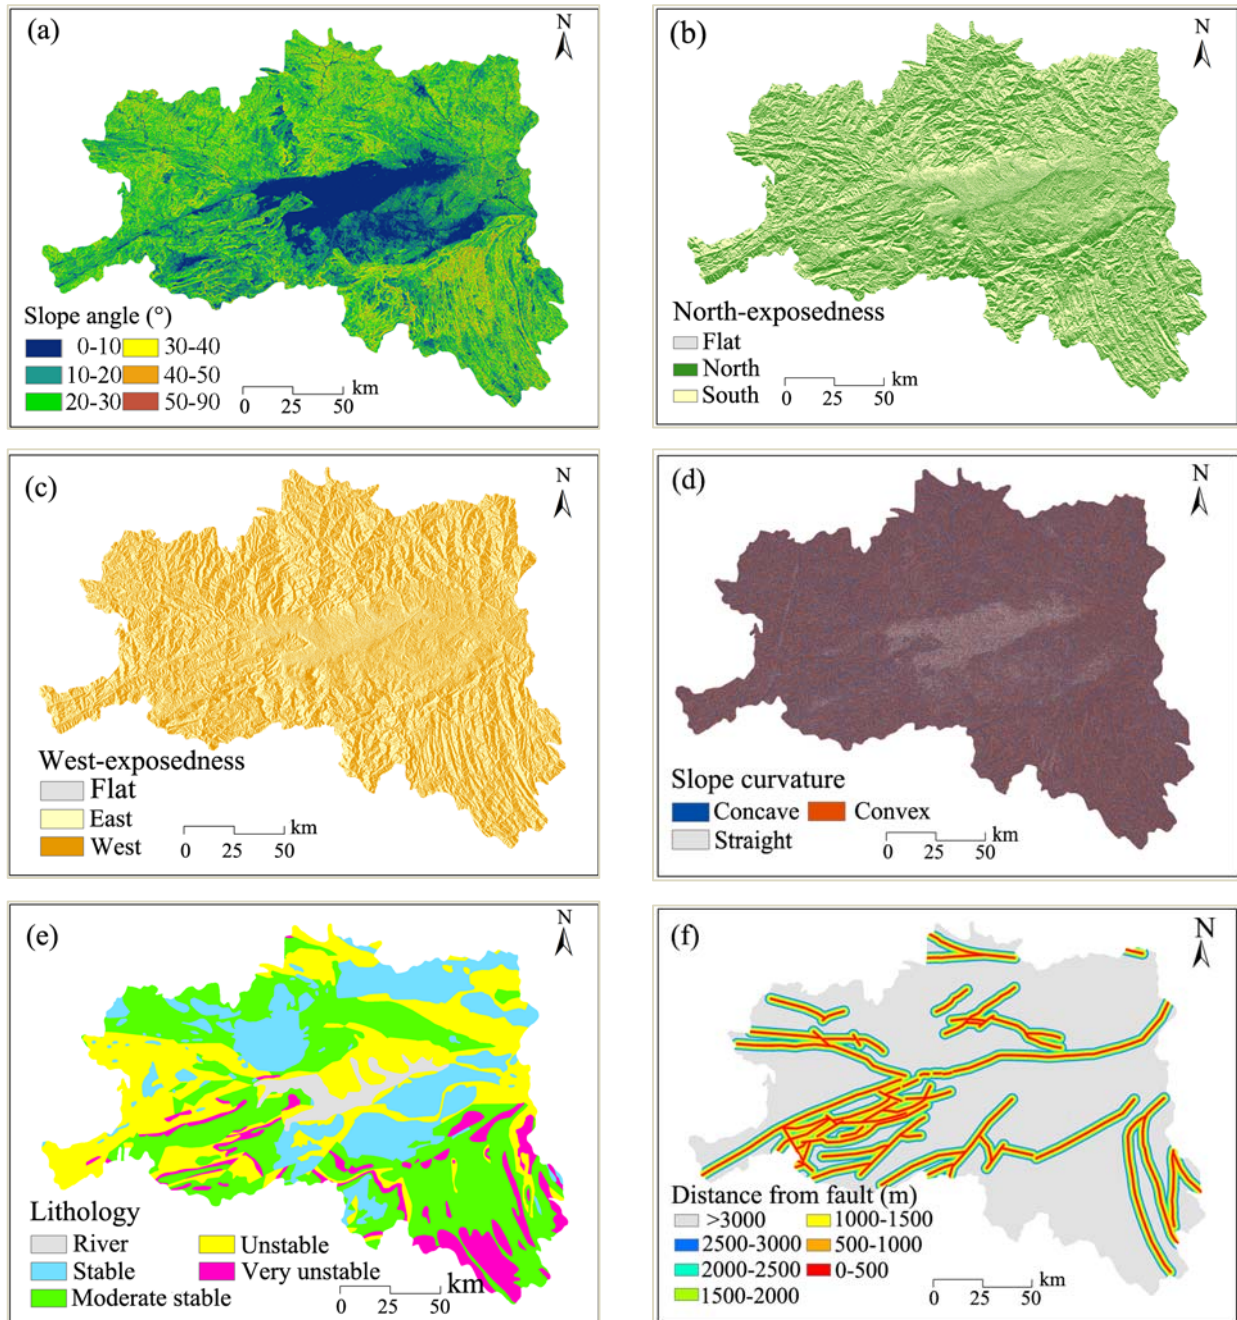 (a)
N
Slope angle (°)
0-10 30-40
10-20 40-50
20-30 50-90
km
0 25 50
(b)
N
North-exposedness
Flat
North
South
km
0 25 50
(c)
N
West-exposedness
Flat
East
West
km
0 25 50
(d)
N
Slope curvature
Concave Convex
Straight
km
0 25 50
(e)
N
Lithology
River Unstable
Stable Very unstable
Moderate stable
km
0 25 50
(f)
N
Distance from fault (m)
>3000 1000-1500
2500-3000 500-1000
2000-2500 0-500
1500-2000
km
0 25 50